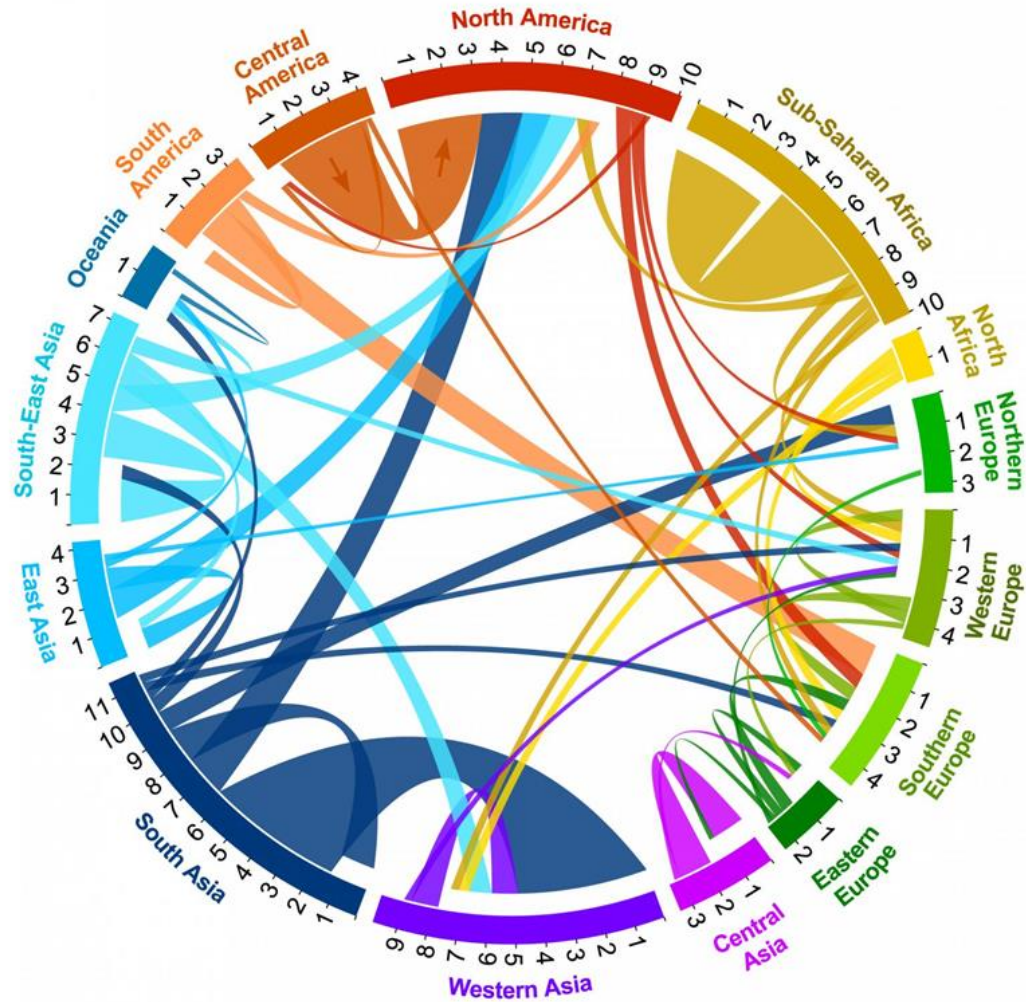 North America
1 2 3 4 5 6 7 8 9 10
Sub-Saharan Africa
1 2 3 4 5 6 7 8 9 10
North
Africa
1
Northern
Europe
1 2 3
Western
Europe
1 2 3 4
Southern
Europe
1 2 3 4
Eastern
Europe
1 2
Central
Asia
1 2 3
Western Asia
1 2 3 4 5 6 7 8 9
South Asia
1 2 3 4 5 6 7 8 9 10 11
East Asia
1 2 3 4
South-East Asia
1 2 3 4 5 6 7
Oceania
1
South
America
1 2 3
Central
America
1 2 3 4